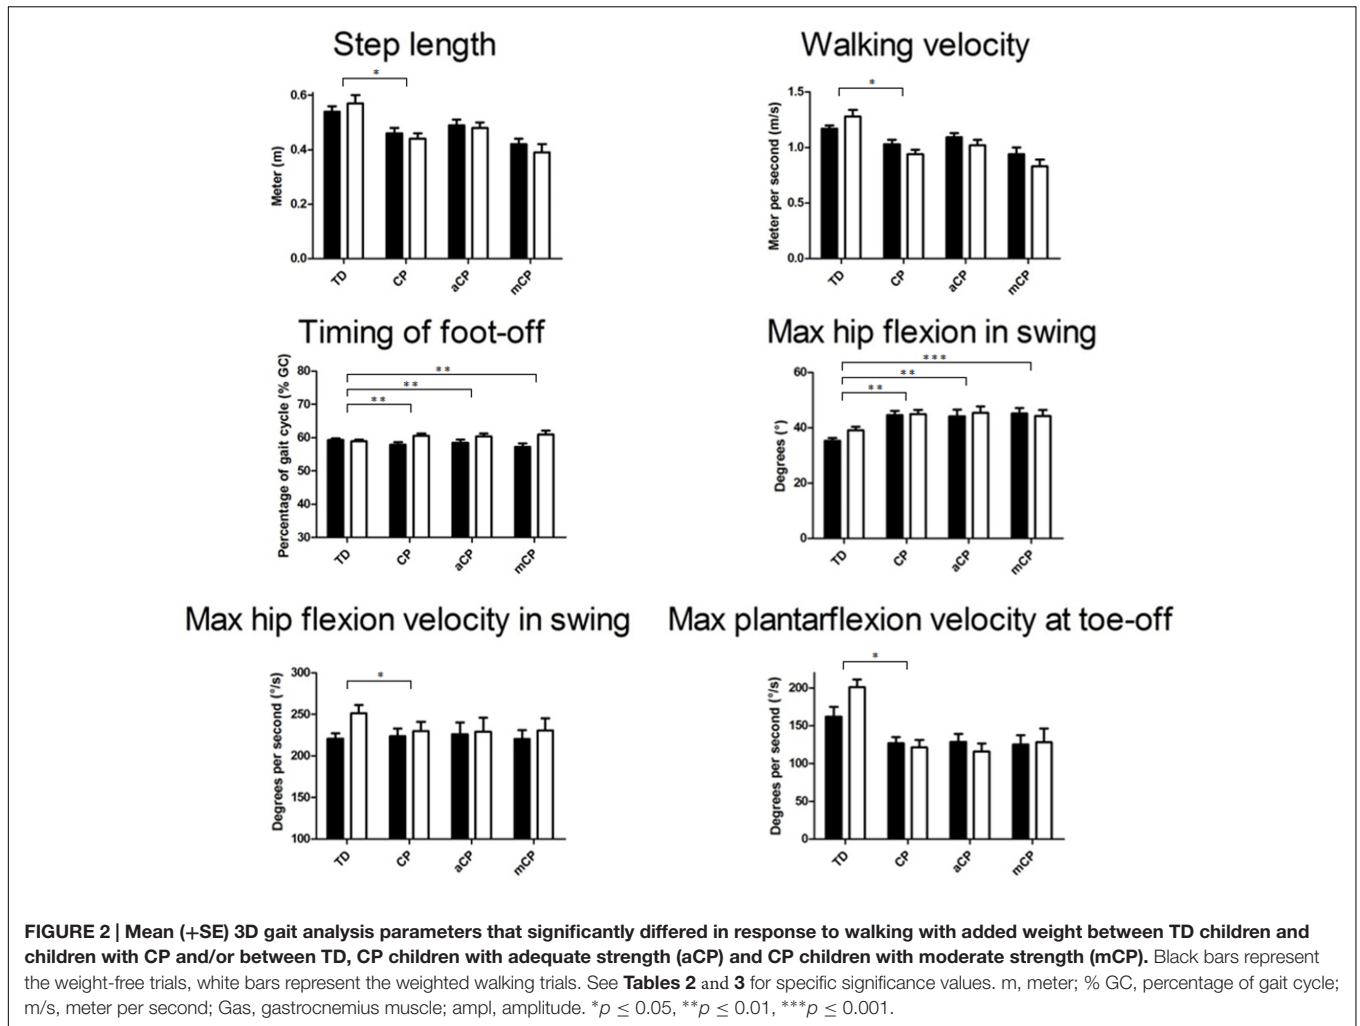 Step length
*
0.6
0.4
0.2
0.0
Meter (m)
TD
CP
aCP
mCP
Walking velocity
*
1.5
1.0
0.5
0.0
Meter per second (m/s)
TD
CP
aCP
mCP
Timing of foot-off
**
**
**
80
70
60
50
40
30
Percentage of gait cycle (% GC)
TD
CP
aCP
mCP
Max hip flexion in swing
***
**
**
60
40
20
0
Degrees (°)
TD
CP
aCP
mCP
Max hip flexion velocity in swing
*
300
250
200
150
100
Degrees per second (°/s)
TD
CP
aCP
mCP
Max plantarflexion velocity at toe-off
*
200
150
100
50
0
Degrees per second (°/s)
TD
CP
aCP
mCP
FIGURE 2 | Mean (+SE) 3D gait analysis parameters that significantly differed in response to walking with added weight between TD children and
children with CP and/or between TD, CP children with adequate strength (aCP) and CP children with moderate strength (mCP). Black bars represent
the weight-free trials, white bars represent the weighted walking trials. See Tables 2 and 3 for specific significance values. m, meter; % GC, percentage of gait cycle;
m/s, meter per second; Gas, gastrocnemius muscle; ampl, amplitude. *p ≤ 0.05, **p ≤ 0.01, ***p ≤ 0.001.